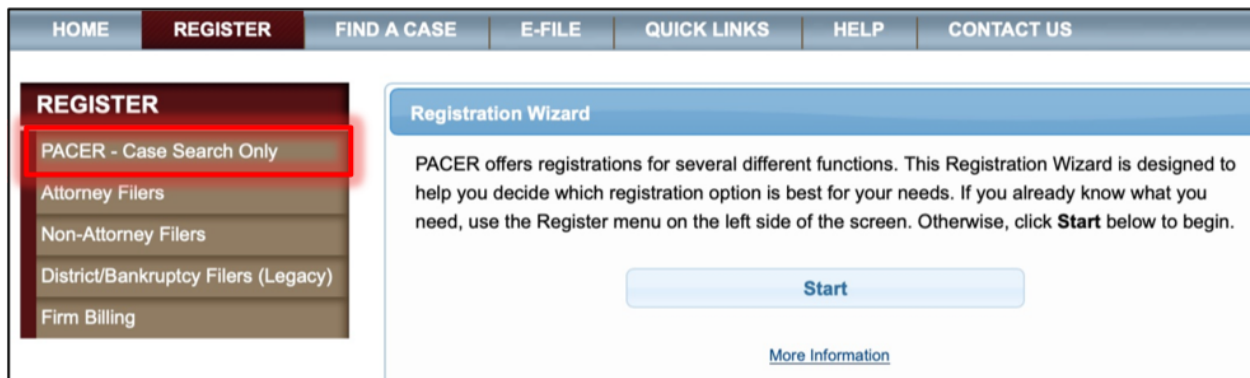 HOME REGISTER FIND A CASE E-FILE QUICK LINKS HELP CONTACT US
REGISTER
PACER - Case Search Only
Attorney Filers
Non-Attorney Filers
District/Bankruptcy Filers (Legacy)
Firm Billing
Registration Wizard
PACER offers registrations for several different functions. This Registration Wizard is designed to
help you decide which registration option is best for your needs. If you already know what you
need, use the Register menu on the left side of the screen. Otherwise, click Start below to begin.
Start
More Information